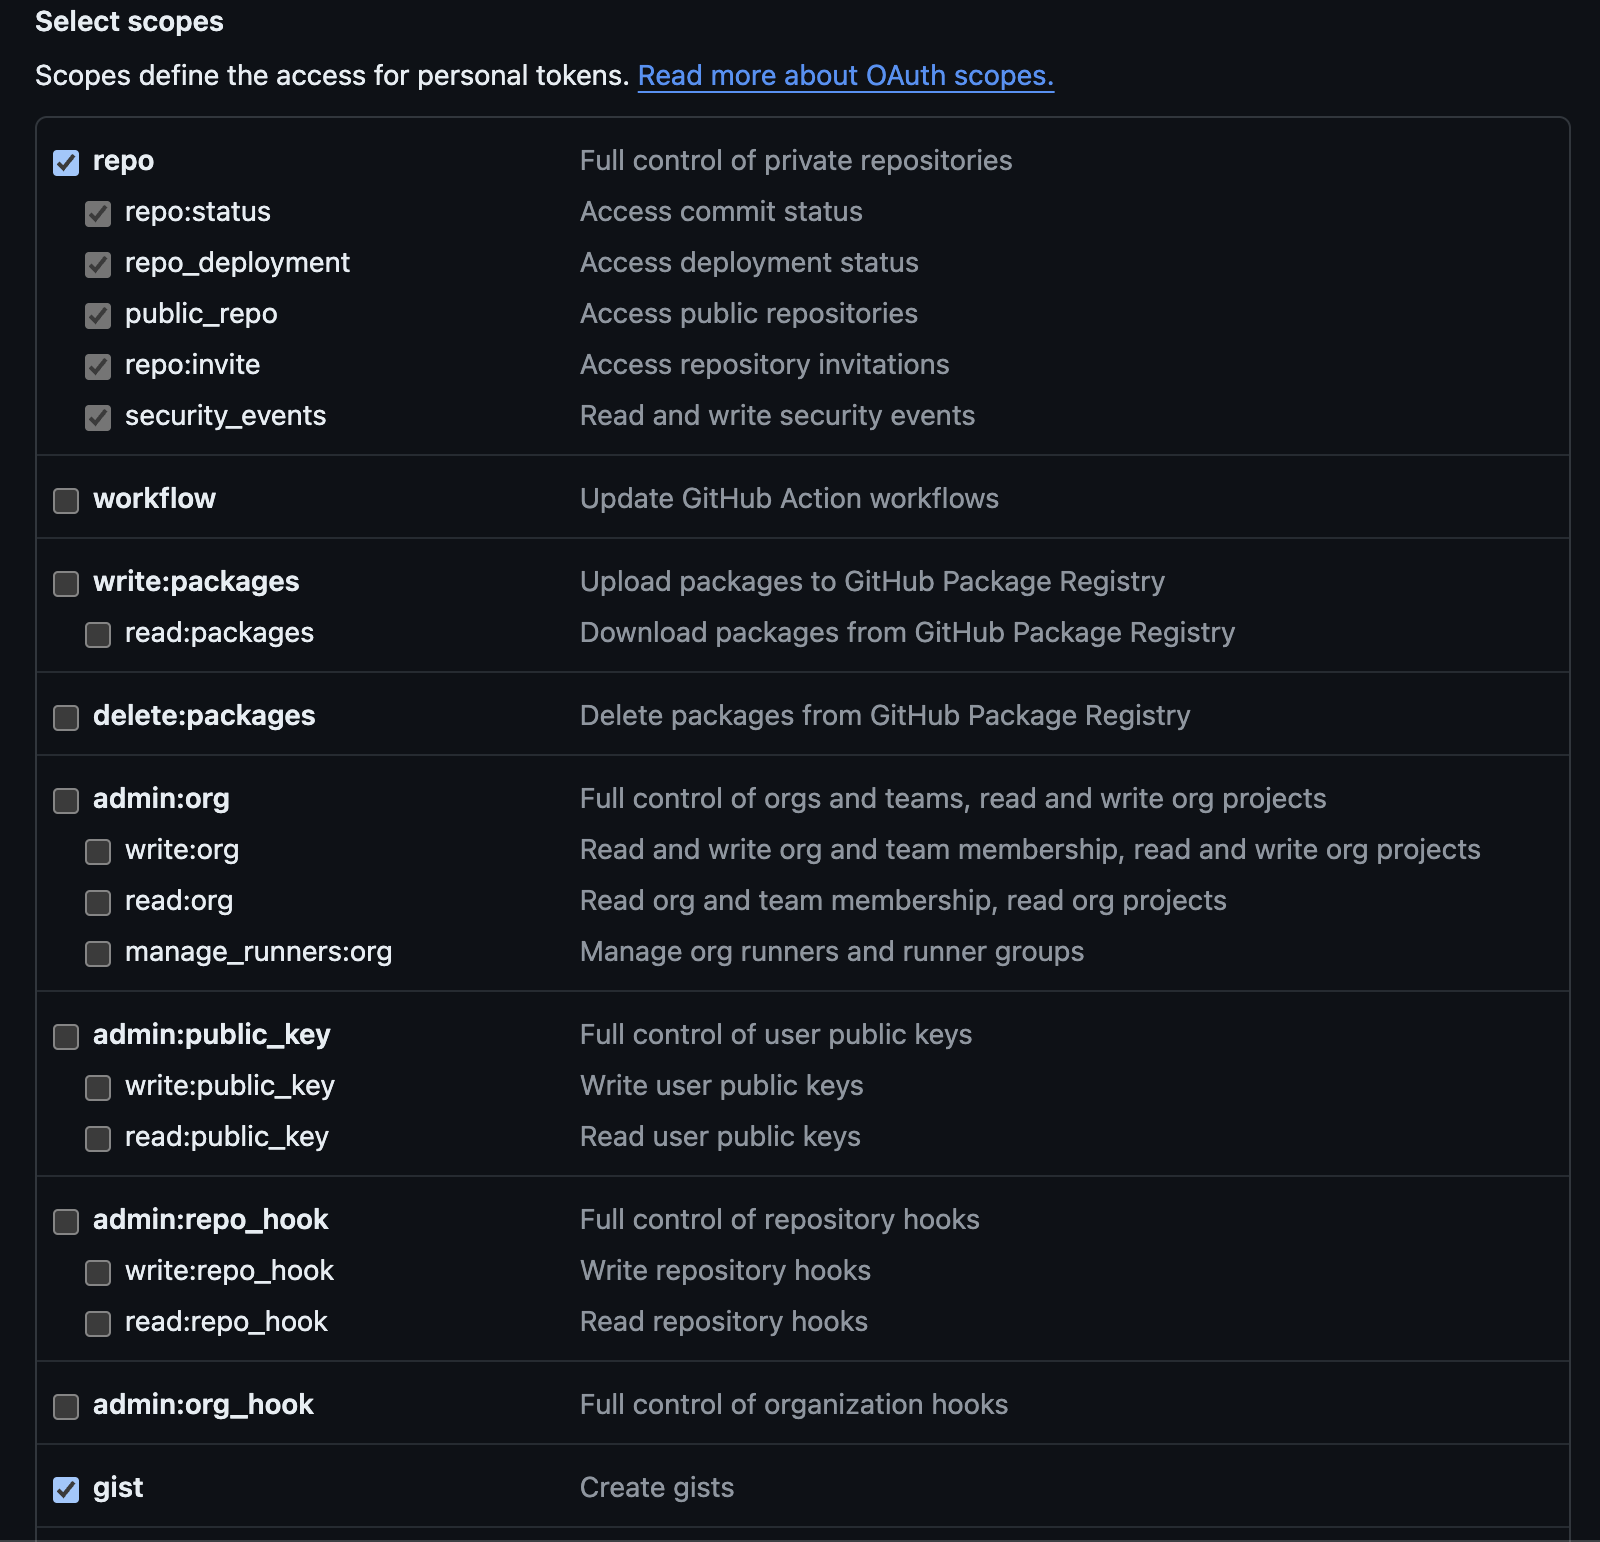 Select scopes
Scopes define the access for personal tokens. Read more about OAuth scopes.
repo Full control of private repositories
repo:status Access commit status
repo_deployment Access deployment status
public_repo Access public repositories
repo:invite Access repository invitations
security_events Read and write security events
workflow Update GitHub Action workflows
write:packages Upload packages to GitHub Package Registry
read:packages Download packages from GitHub Package Registry
delete:packages Delete packages from GitHub Package Registry
admin:org Full control of orgs and teams, read and write org projects
write:org Read and write org and team membership, read and write org projects
read:org Read org and team membership, read org projects
manage_runners:org Manage org runners and runner groups
admin:public_key Full control of user public keys
write:public_key Write user public keys
read:public_key Read user public keys
admin:repo_hook Full control of repository hooks
write:repo_hook Write repository hooks
read:repo_hook Read repository hooks
admin:org_hook Full control of organization hooks
gist Create gists